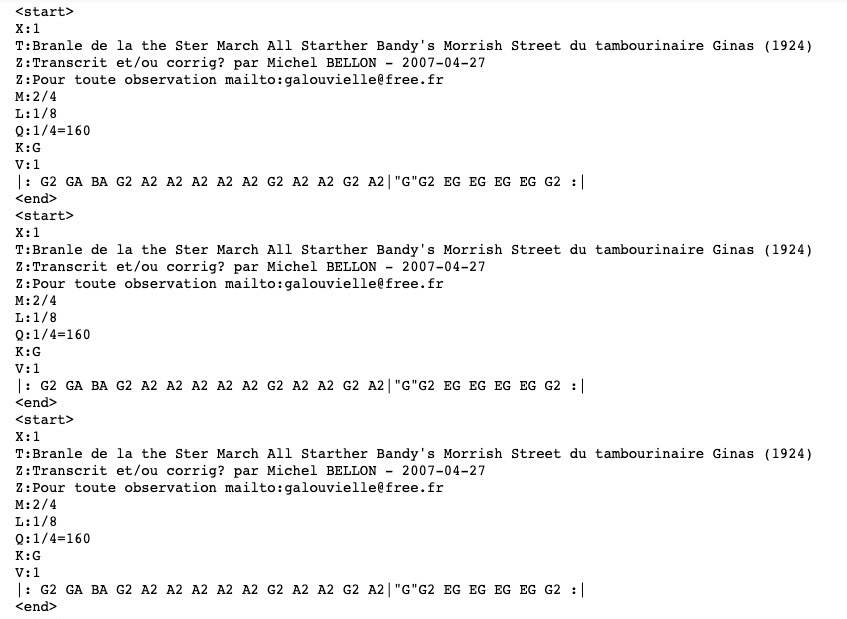 <start>
X:1
T:Branle de la the Ster March All Starther Bandy's Morrish Street du tambourinaire Ginas (1924)
Z:Transcrit et/ou corrig? par Michel BELLON - 2007-04-27
Z:Pour toute observation mailto:galouvielle@free.fr
M:2/4
L:1/8
Q:1/4=160
K:G
V:1
|: G2 GA BA G2 A2 A2 A2 A2 A2 G2 A2 A2 G2 A2|"G"G2 EG EG EG EG G2 :|
<end>
<start>
X:1
T:Branle de la the Ster March All Starther Bandy's Morrish Street du tambourinaire Ginas (1924)
Z:Transcrit et/ou corrig? par Michel BELLON - 2007-04-27
Z:Pour toute observation mailto:galouvielle@free.fr
M:2/4
L:1/8
Q:1/4=160
K:G
V:1
|: G2 GA BA G2 A2 A2 A2 A2 A2 G2 A2 A2 G2 A2|"G"G2 EG EG EG EG G2 :|
<end>
<start>
X:1
T:Branle de la the Ster March All Starther Bandy's Morrish Street du tambourinaire Ginas (1924)
Z:Transcrit et/ou corrig? par Michel BELLON - 2007-04-27
Z:Pour toute observation mailto:galouvielle@free.fr
M:2/4
L:1/8
Q:1/4=160
K:G
V:1
|: G2 GA BA G2 A2 A2 A2 A2 A2 G2 A2 A2 G2 A2|"G"G2 EG EG EG EG G2 :|
<end>